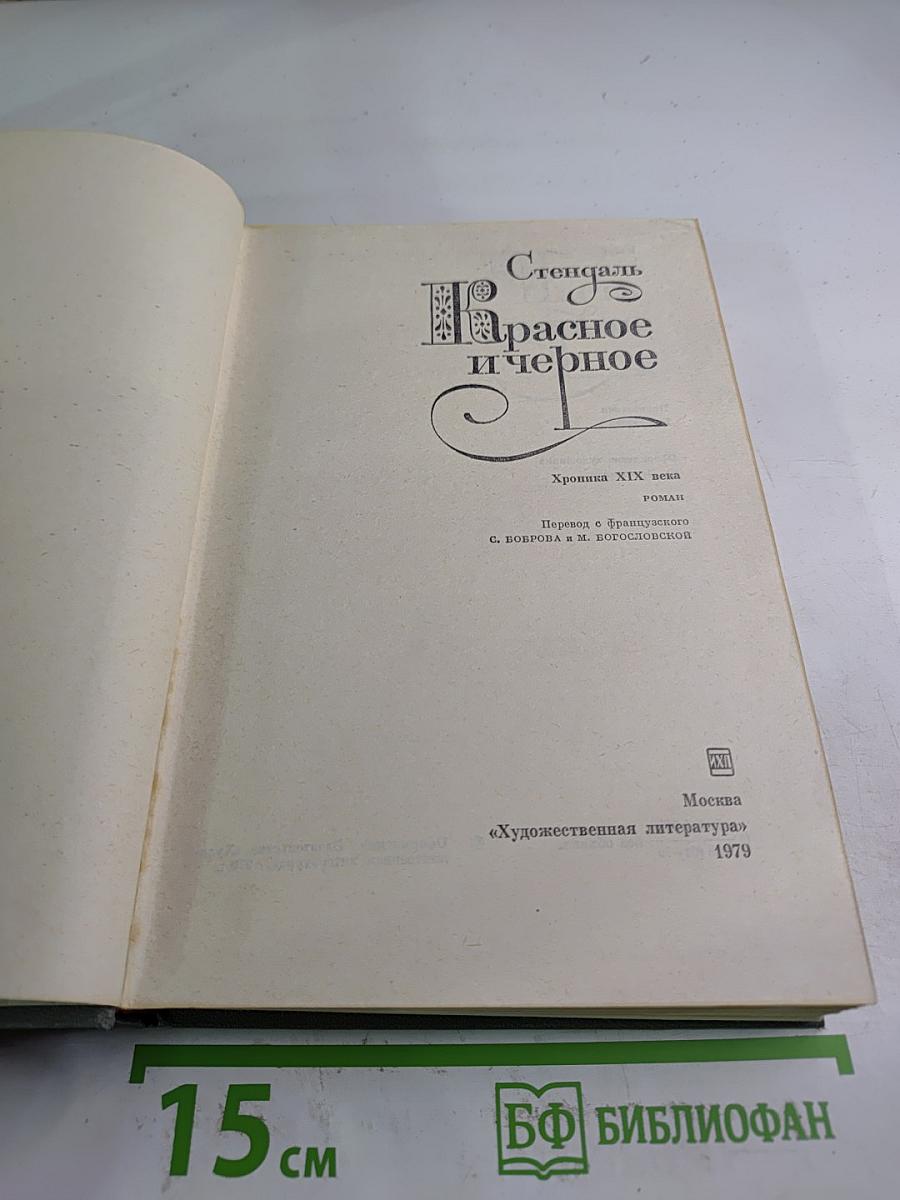 Стендаль
Красное
и черное
Хроника XIX века
РОМАН
Перевод с французского
С. БОБРОВА и М. БОГОСЛОВСКОЙ
ИХЛ
Москва
«Художественная литература»
1979
15 см
БФ БИБЛИОФАН